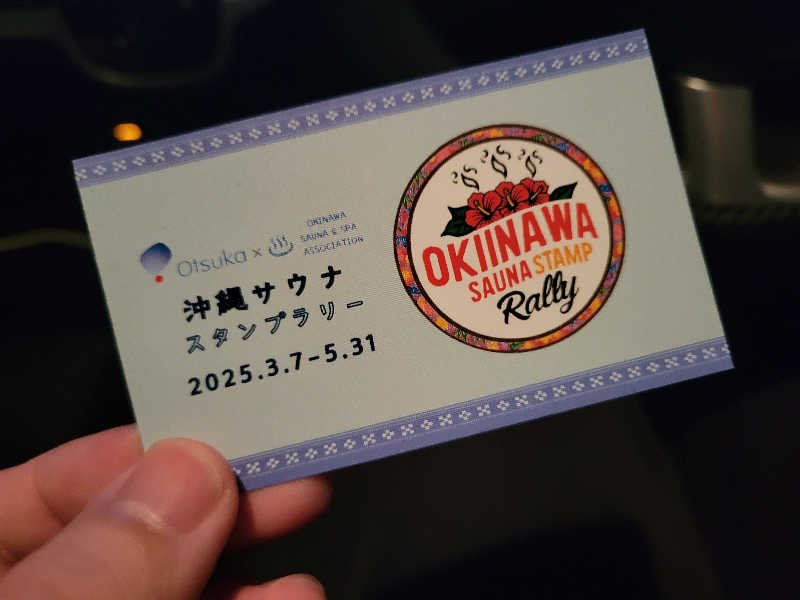 Otsuka × OKINAWA SAUNA & SPA ASSOCIATION
沖縄サウナ
スタンプラリー
2025.3.7-5.31
OKIINAWA
SAUNA STAMP
Rally